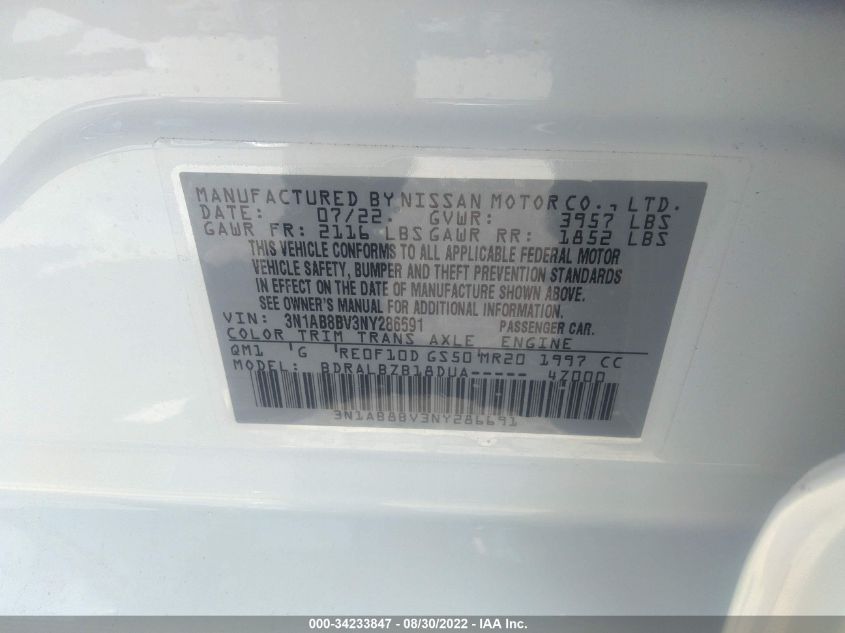 MANUFACTURED BY NISSAN MOTOR CO., LTD.
DATE: 07/22. GVWR: 3957 LBS
GAWR FR: 2116 LBS GAWR RR: 1852 LBS
THIS VEHICLE CONFORMS TO ALL APPLICABLE FEDERAL MOTOR
VEHICLE SAFETY, BUMPER AND THEFT PREVENTION STANDARDS
IN EFFECT ON THE DATE OF MANUFACTURE SHOWN ABOVE.
SEE OWNER'S MANUAL FOR ADDITIONAL INFORMATION.
VIN: 3N1AB8BV3NY286591 PASSENGER CAR.
COLOR TRIM TRANS AXLE ENGINE
QM1 G RE0F10D GS50 MR20 1997 CC
MODEL: BDRALBZB18DUA----- 47000
3N1AB8BV3NY286691
000-34233847 - 08/30/2022 - IAA Inc.